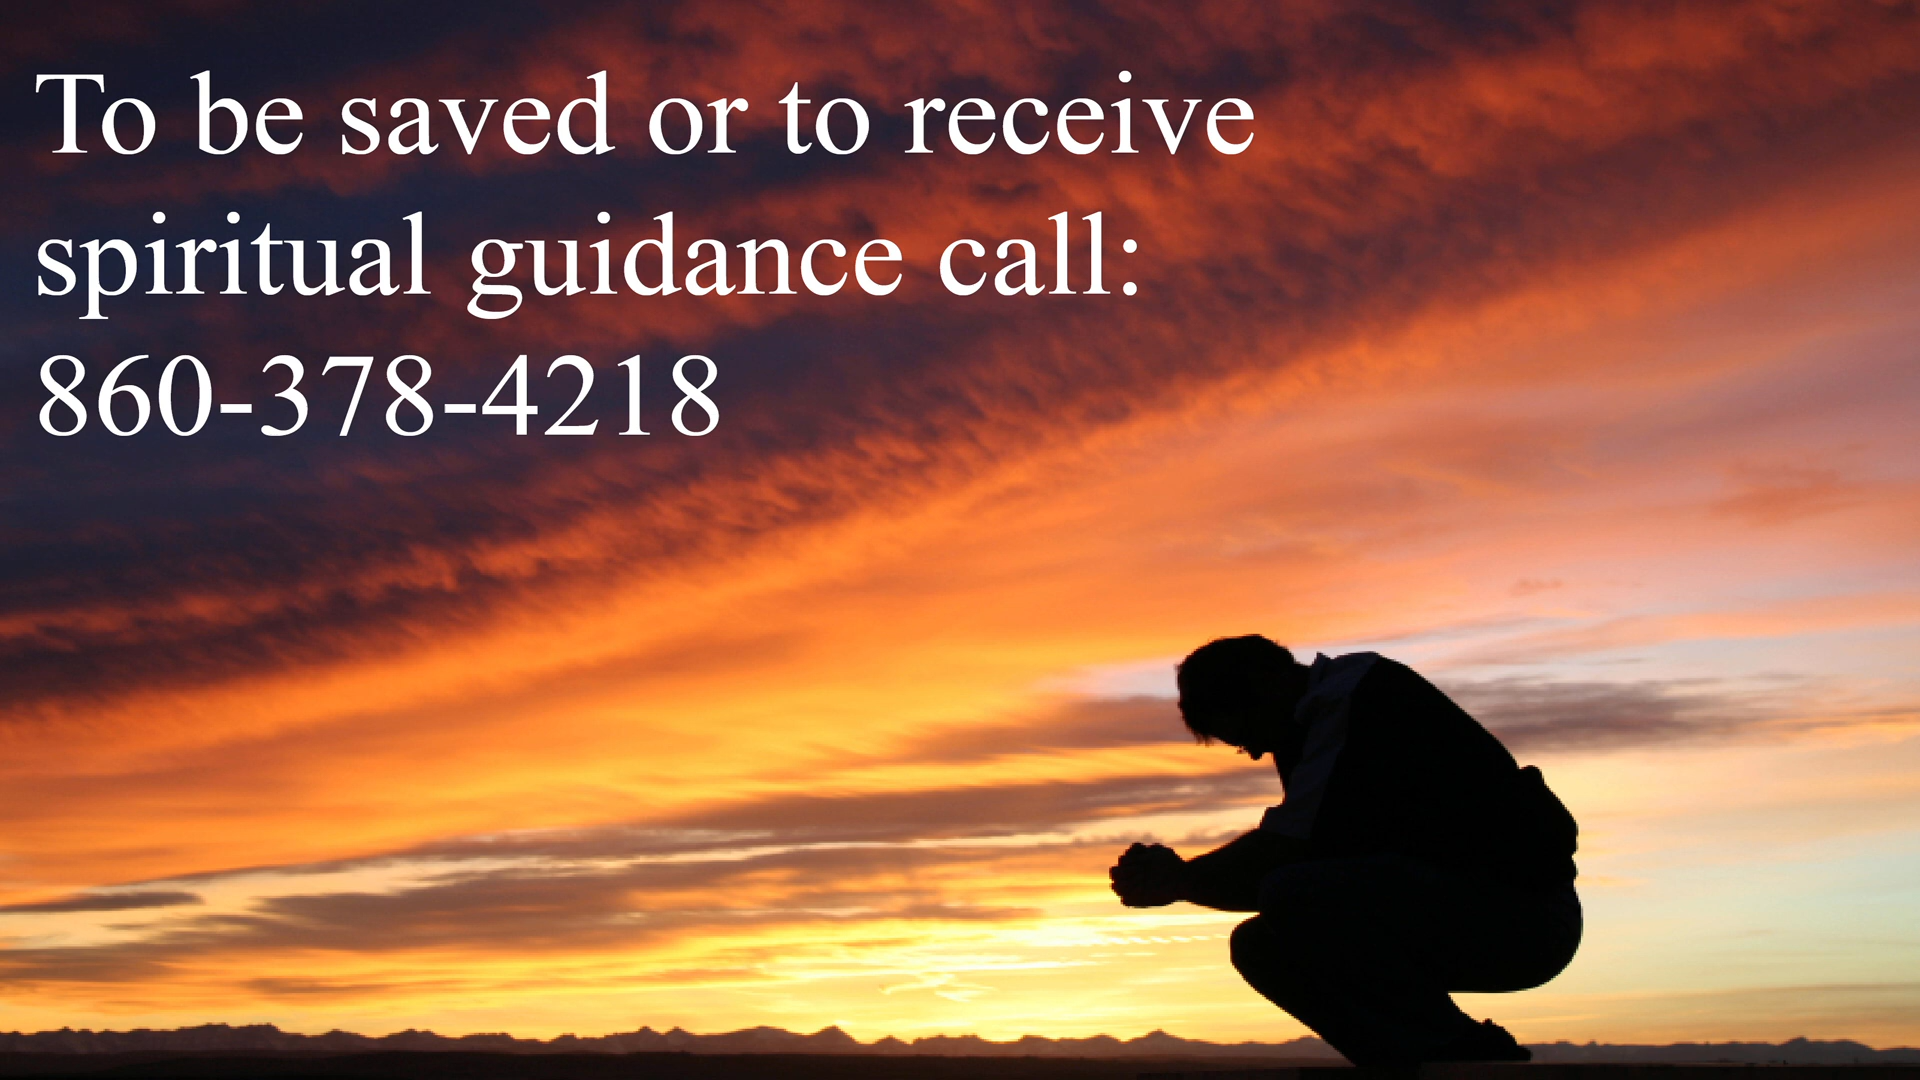 To be saved or to receive
spiritual guidance call:
860-378-4218